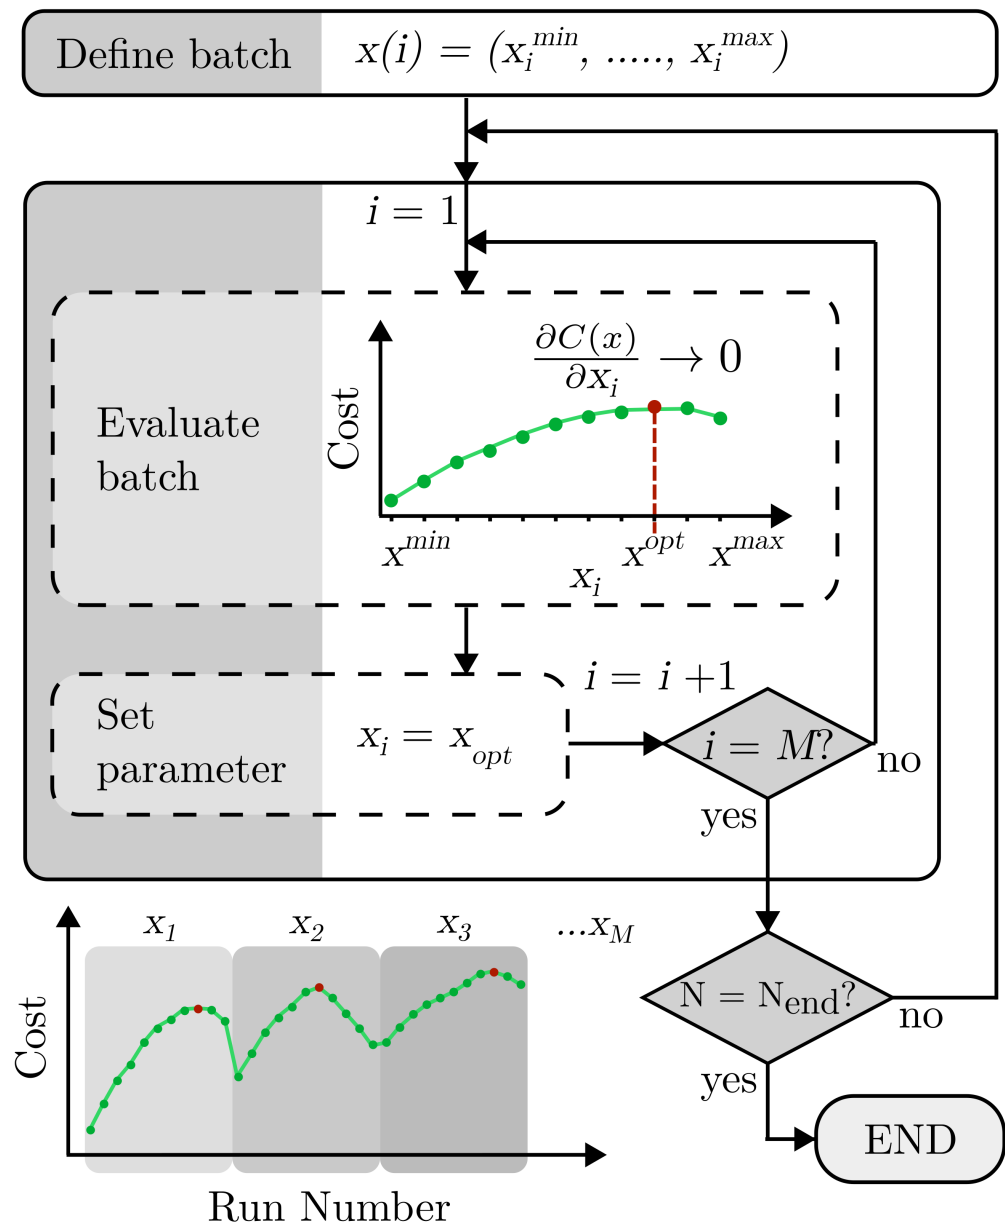 Define batch
x(i) = (x_i^min, ....., x_i^max)
i = 1
Evaluate
batch
Cost
∂C(x)
∂x_i
→ 0
x^min
x^opt
x^max
x_i
Set
parameter
x_i = x_opt
i = i +1
i = M?
no
yes
x_1
x_2
x_3
...x_M
Cost
Run Number
N = N_end?
no
yes
END